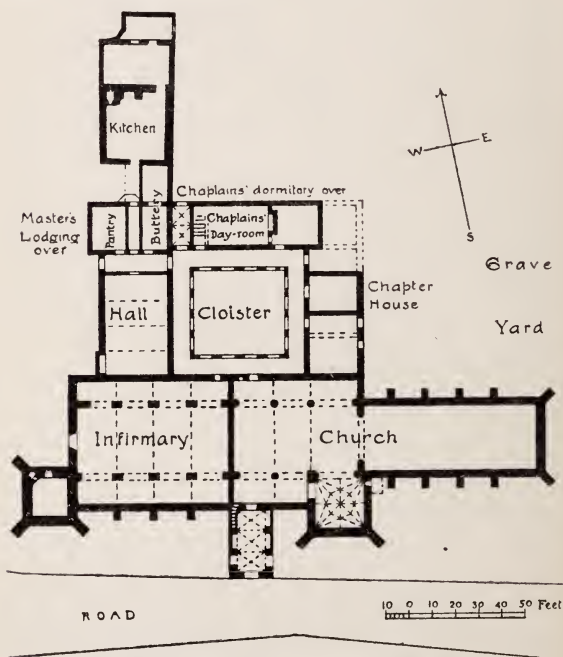 Kitchen
W
E
S
Chaplains' dormitory over
Master's
Lodging
over
Pantry
Buttery
Chaplains'
Day-room
Grave
Yard
Hall
Cloister
Chapter
House
Infirmary
Church
ROAD
10 0 10 20 30 40 50 Feet